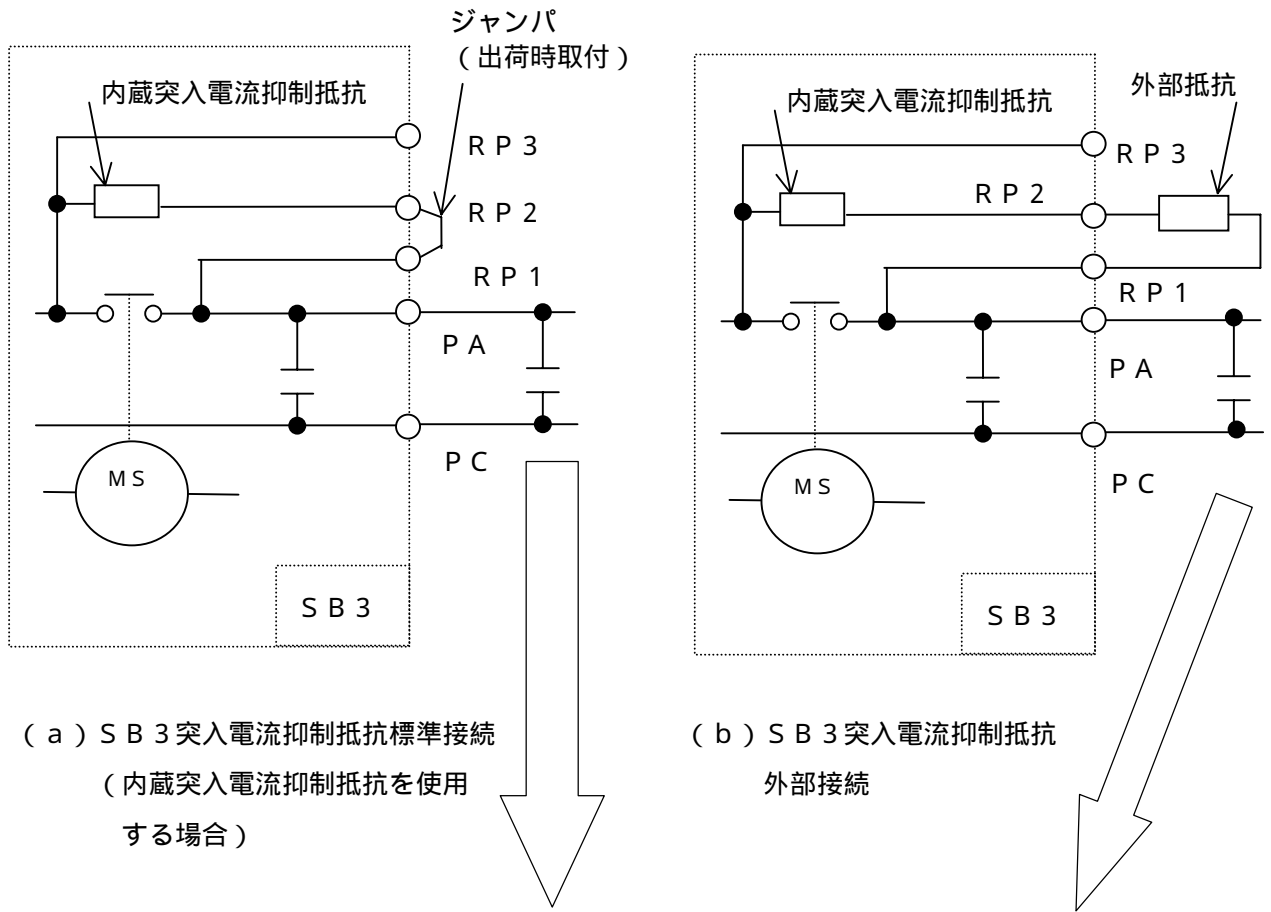 ジャンパ
（出荷時取付）
内蔵突入電流抑制抵抗
ＲＰ３
ＲＰ２
ＲＰ１
ＰＡ
ＰＣ
ＭＳ
ＳＢ３
（ａ）ＳＢ３突入電流抑制抵抗標準接続
（内蔵突入電流抑制抵抗を使用
する場合）
外部抵抗
内蔵突入電流抑制抵抗
ＲＰ３
ＲＰ２
ＲＰ１
ＰＡ
ＰＣ
ＭＳ
ＳＢ３
（ｂ）ＳＢ３突入電流抑制抵抗
外部接続